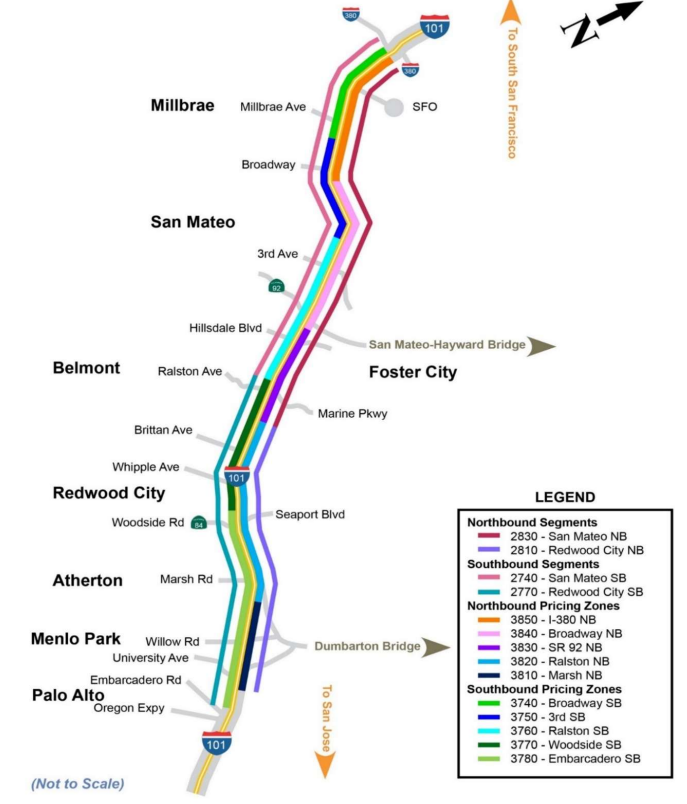 380
101
N
380
To South San Francisco
Millbrae
Millbrae Ave
SFO
Broadway
San Mateo
3rd Ave
92
Hillsdale Blvd
San Mateo-Hayward Bridge
Belmont
Ralston Ave
Foster City
Marine Pkwy
Brittan Ave
Whipple Ave
101
Redwood City
Woodside Rd
84
Seaport Blvd
Atherton
Marsh Rd
Menlo Park
Willow Rd
Dumbarton Bridge
University Ave
Embarcadero Rd
Palo Alto
Oregon Expy
To San Jose
101
(Not to Scale)
LEGEND
Northbound Segments
2830 - San Mateo NB
2810 - Redwood City NB
Southbound Segments
2740 - San Mateo SB
2770 - Redwood City SB
Northbound Pricing Zones
3850 - I-380 NB
3840 - Broadway NB
3830 - SR 92 NB
3820 - Ralston NB
3810 - Marsh NB
Southbound Pricing Zones
3740 - Broadway SB
3750 - 3rd SB
3760 - Ralston SB
3770 - Woodside SB
3780 - Embarcadero SB